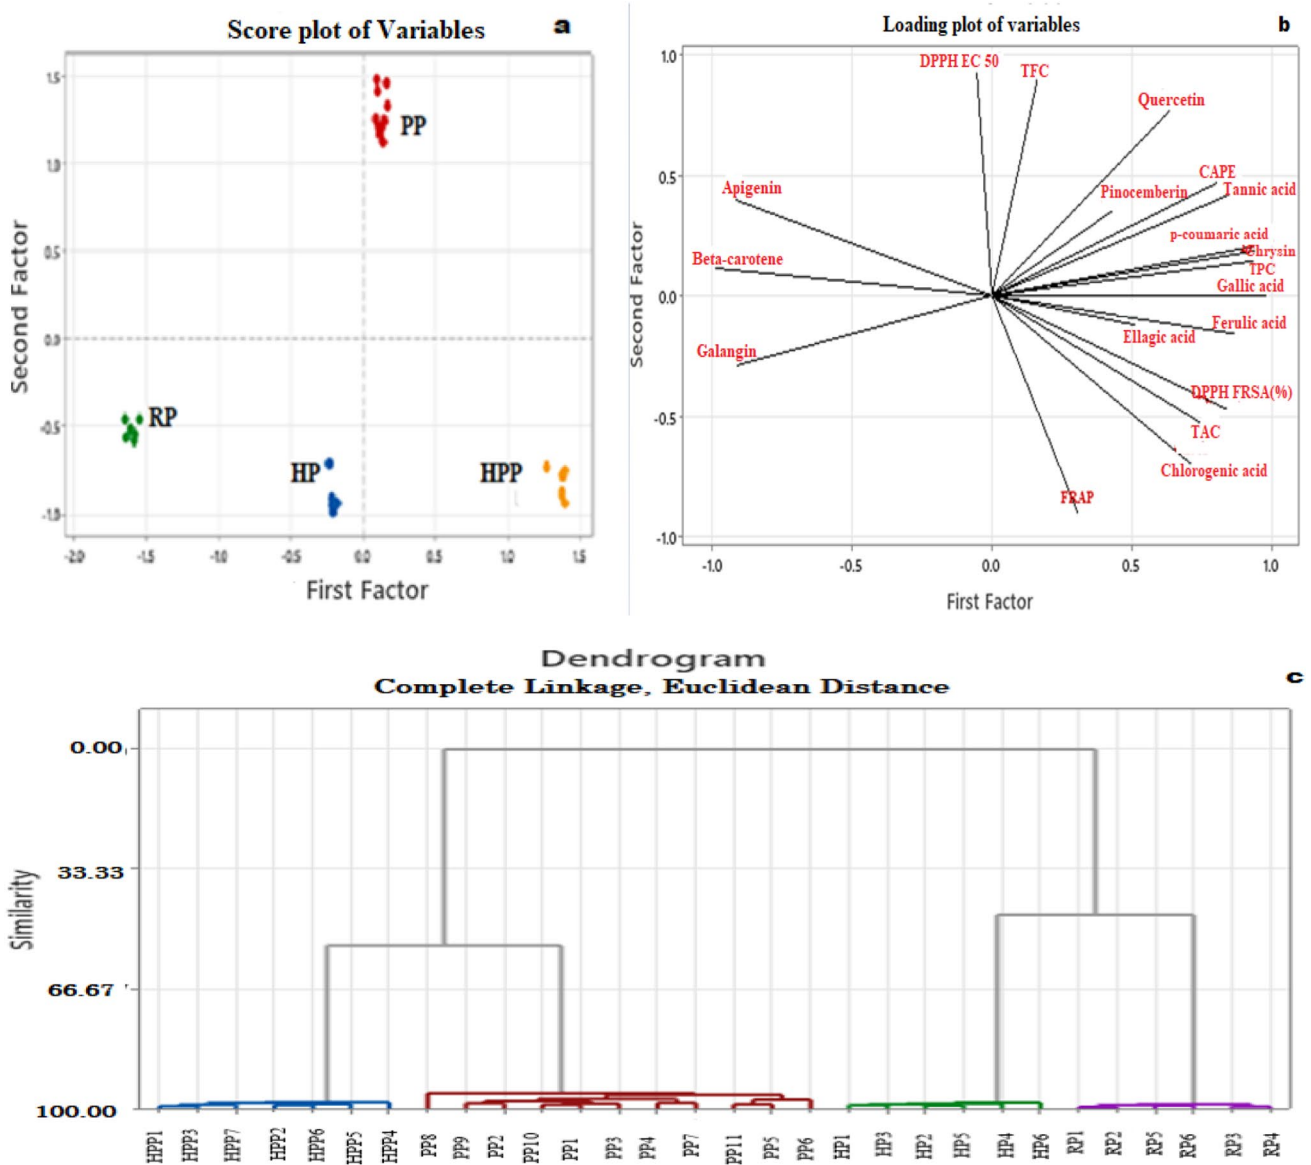 Score plot of Variables
a
1.5
1.0
0.5
0.0
-0.5
-1.0
Second Factor
PP
RP
HP
HPP
-2.0 -1.5 -1.0 -0.5 0.0 0.5 1.0 1.5
First Factor
Loading plot of variables
b
1.0
0.5
0.0
-0.5
-1.0
Second Factor
DPPH EC 50
TFC
Quercetin
CAPE
Apigenin
Pinocemberin
Tannic acid
p-coumaric acid
Chrysin
Beta-carotene
TPC
Gallic acid
Ferulic acid
Ellagic acid
Galangin
DPPH FRSA(%)
TAC
Chlorogenic acid
FRAP
-1.0 -0.5 0.0 0.5 1.0
First Factor
Dendrogram
Complete Linkage, Euclidean Distance
c
0.00
33.33
66.67
100.00
Similarity
HPP1 HPP3 HPP7 HPP2 HPP6 HPP5 HPP4 PP8 PP9 PP2 PP10 PP1 PP3 PP4 PP7 PP11 PP5 PP6 HP1 HP3 HP2 HP5 HP4 HP6 RP1 RP2 RP5 RP6 RP3 RP4